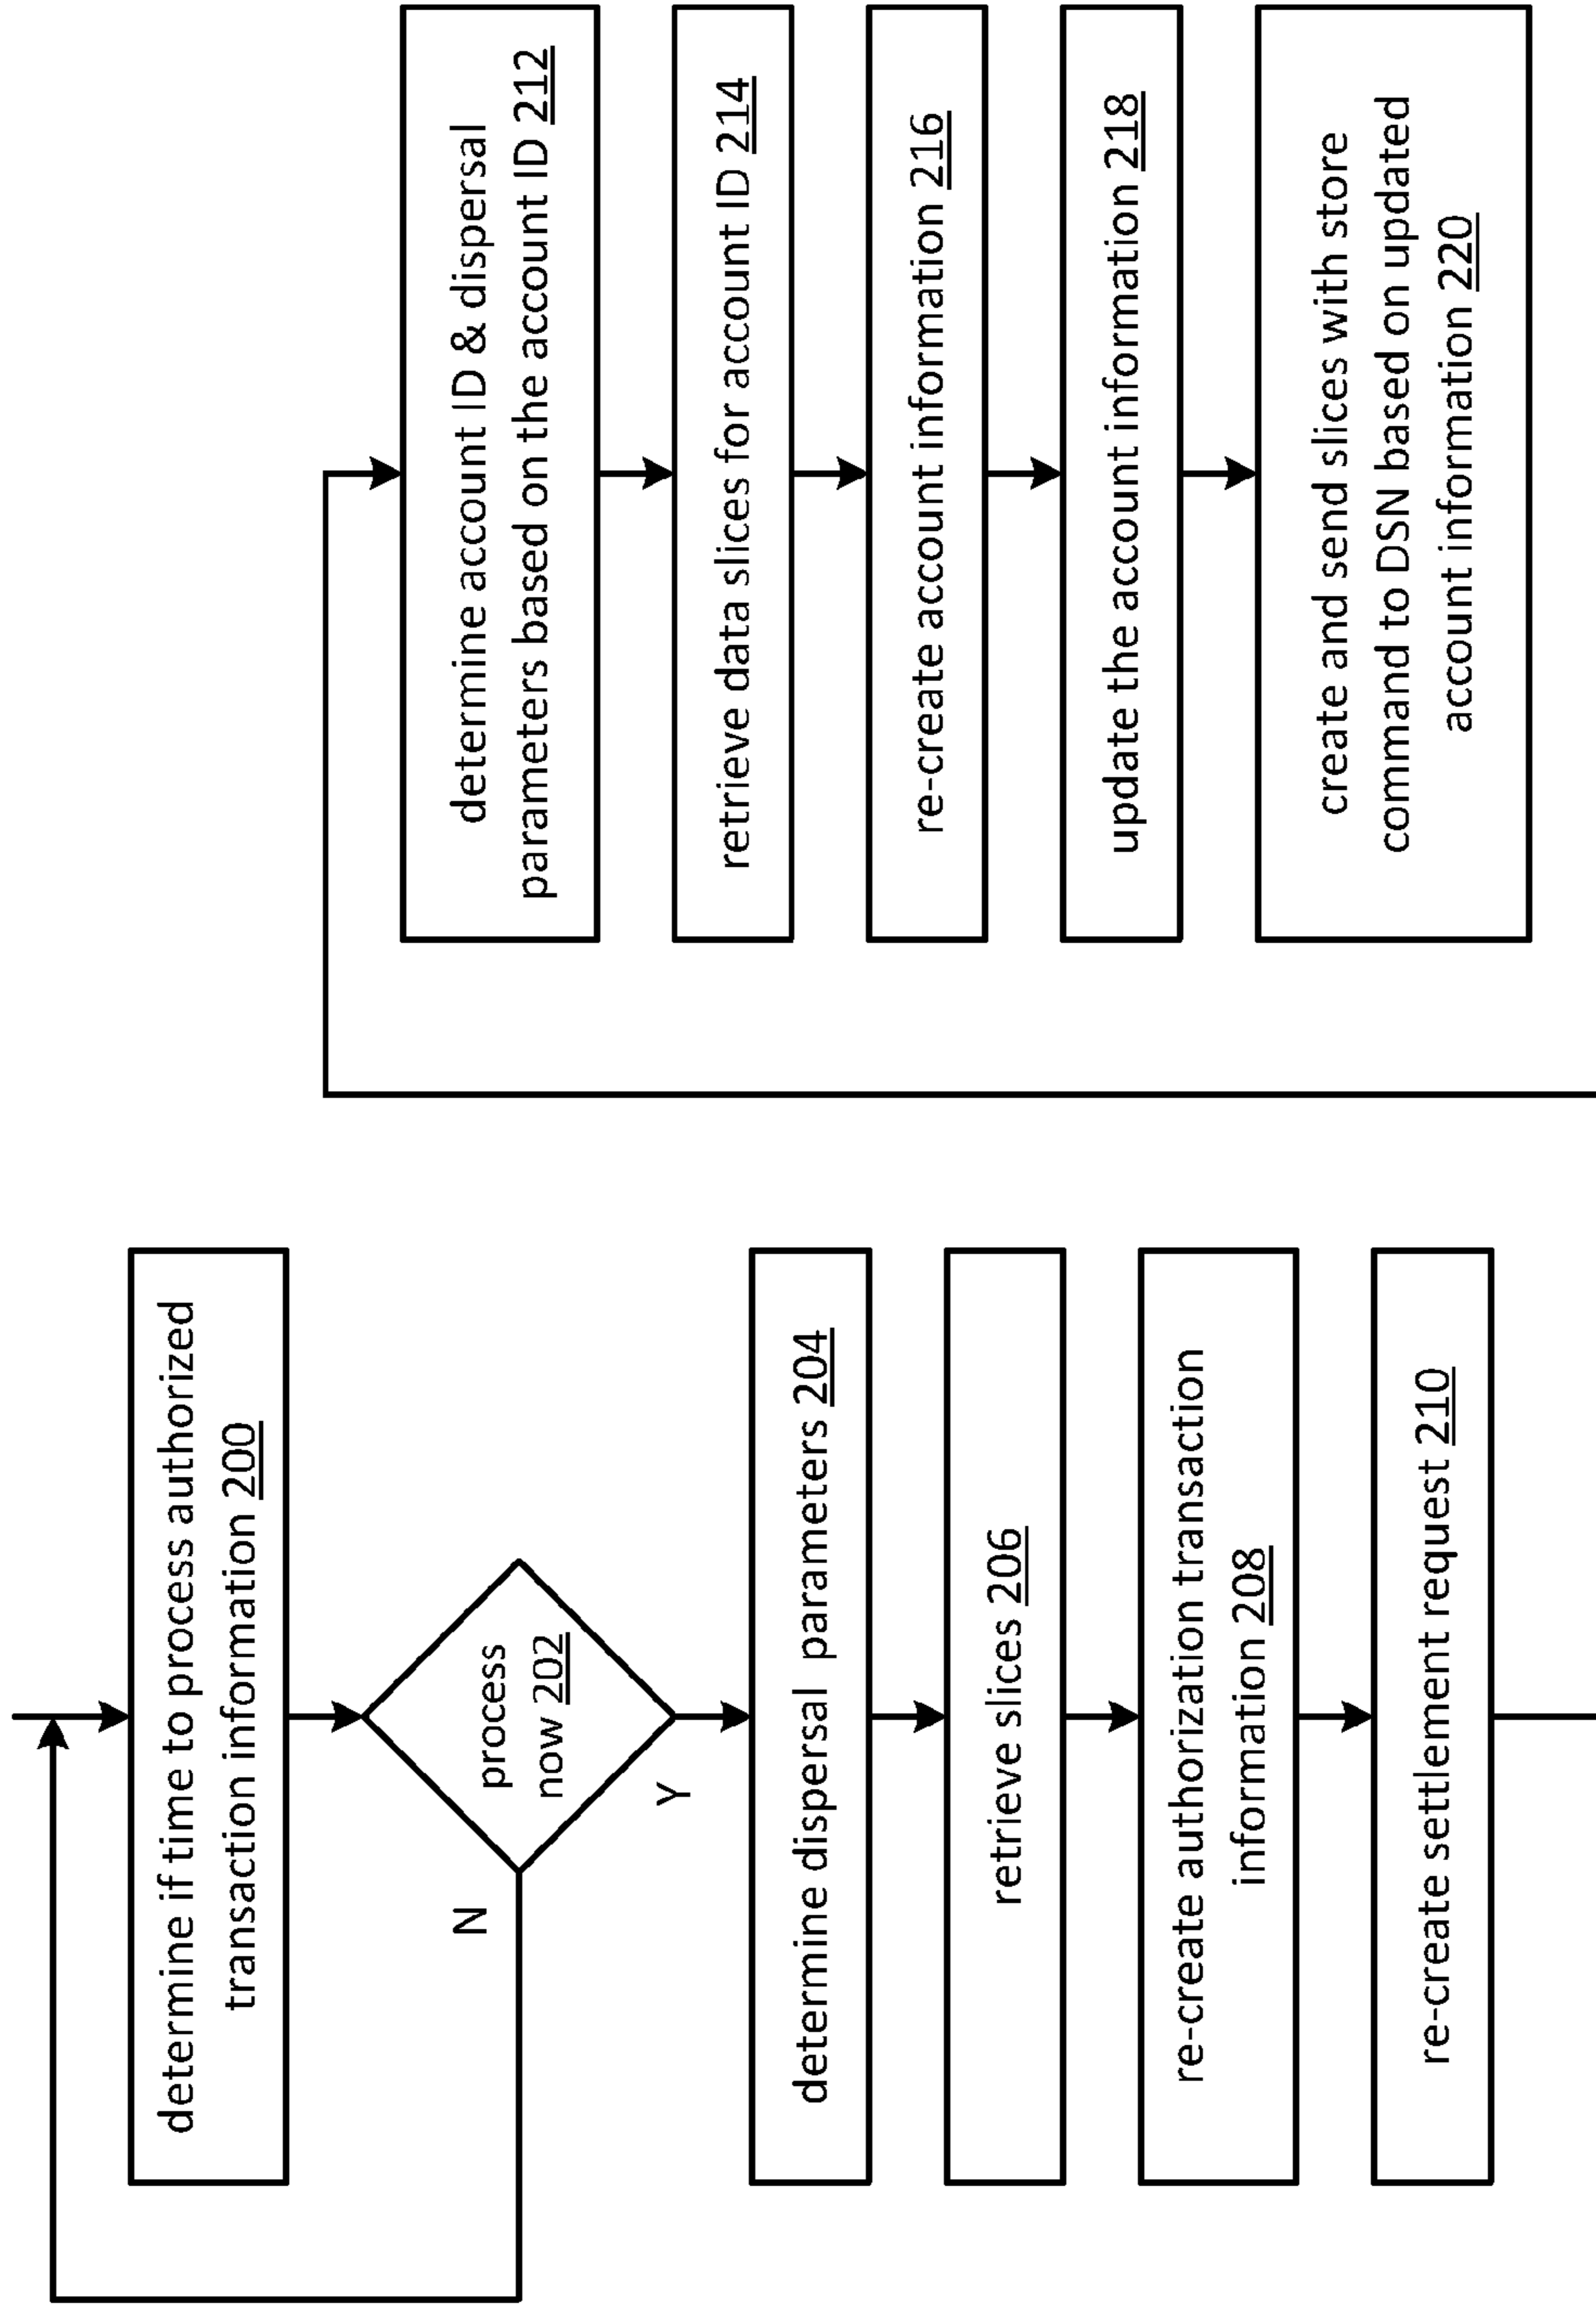 determine if time to process authorized
transaction information 200
process
now 202
N
Y
determine dispersal parameters 204
retrieve slices 206
re-create authorization transaction
information 208
re-create settlement request 210
determine account ID & dispersal
parameters based on the account ID 212
retrieve data slices for account ID 214
re-create account information 216
update the account information 218
create and send slices with store
command to DSN based on updated
account information 220